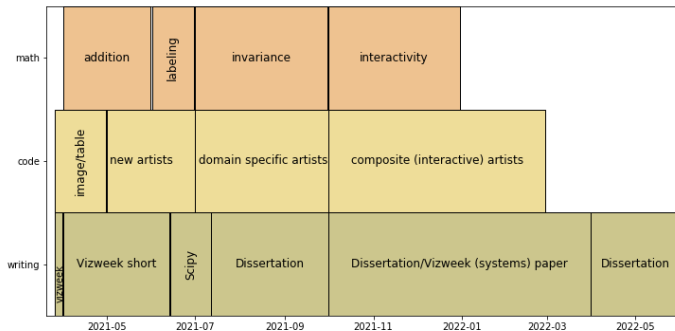 math
addition
labeling
invariance
interactivity
code
image/table
new artists
domain specific artists
composite (interactive) artists
writing
vizweek
Vizweek short
Scipy
Dissertation
Dissertation/Vizweek (systems) paper
Dissertation
2021-05
2021-07
2021-09
2021-11
2022-01
2022-03
2022-05